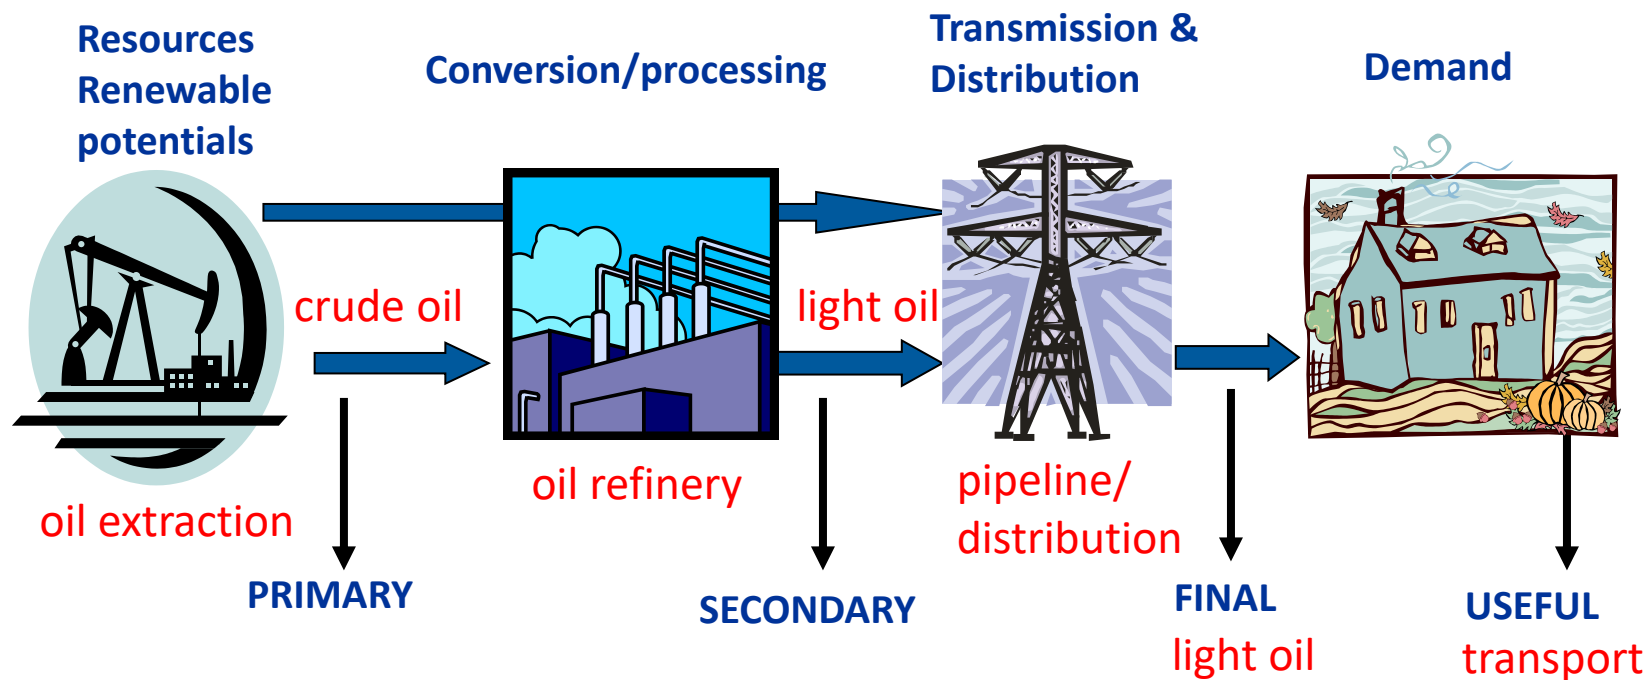 Resources
Renewable
potentials
Conversion/processing
Transmission &
Distribution
Demand
crude oil
light oil
oil extraction
oil refinery
pipeline/
distribution
PRIMARY
SECONDARY
FINAL
light oil
USEFUL
transport